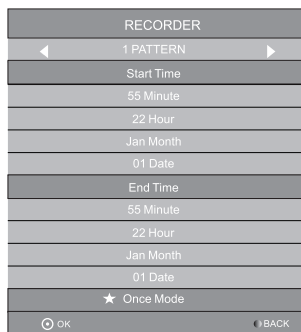 RECORDER
1 PATTERN
Start Time
55 Minute
22 Hour
Jan Month
01 Date
End Time
55 Minute
22 Hour
Jan Month
01 Date
Once Mode
OK BACK